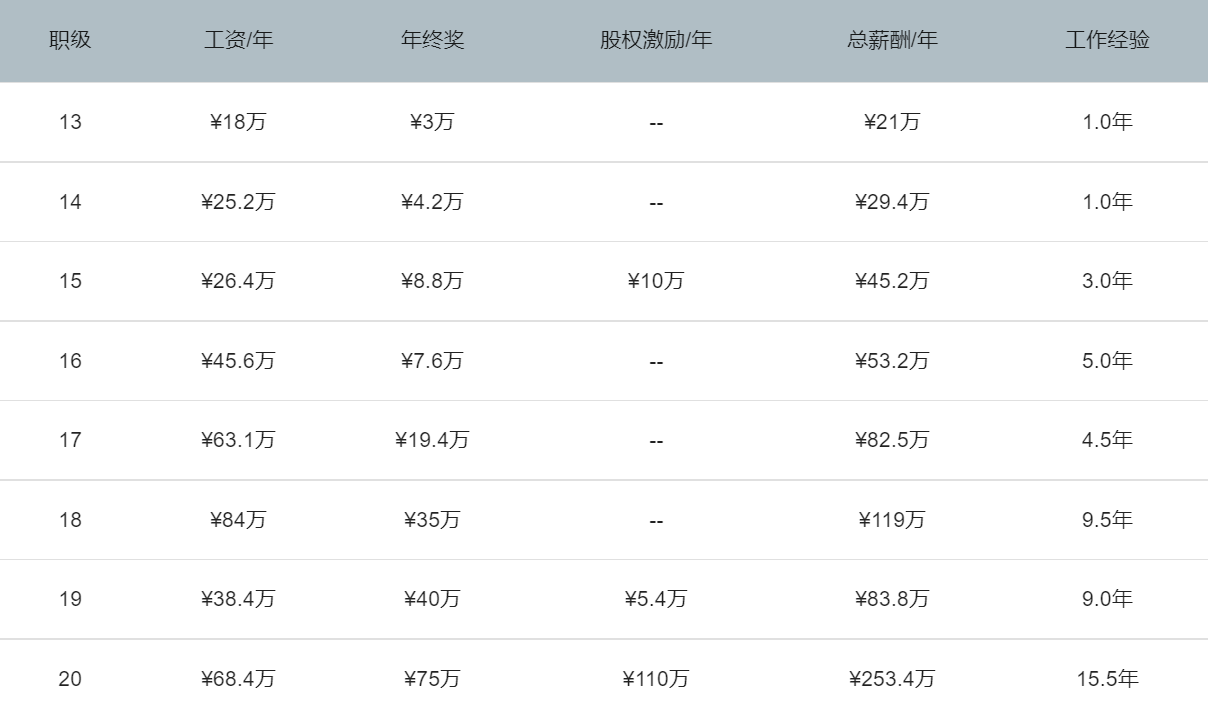 职级 工资/年 年终奖 股权激励/年 总薪酬/年 工作经验
13 ¥18万 ¥3万 -- ¥21万 1.0年
14 ¥25.2万 ¥4.2万 -- ¥29.4万 1.0年
15 ¥26.4万 ¥8.8万 ¥10万 ¥45.2万 3.0年
16 ¥45.6万 ¥7.6万 -- ¥53.2万 5.0年
17 ¥63.1万 ¥19.4万 -- ¥82.5万 4.5年
18 ¥84万 ¥35万 -- ¥119万 9.5年
19 ¥38.4万 ¥40万 ¥5.4万 ¥83.8万 9.0年
20 ¥68.4万 ¥75万 ¥110万 ¥253.4万 15.5年